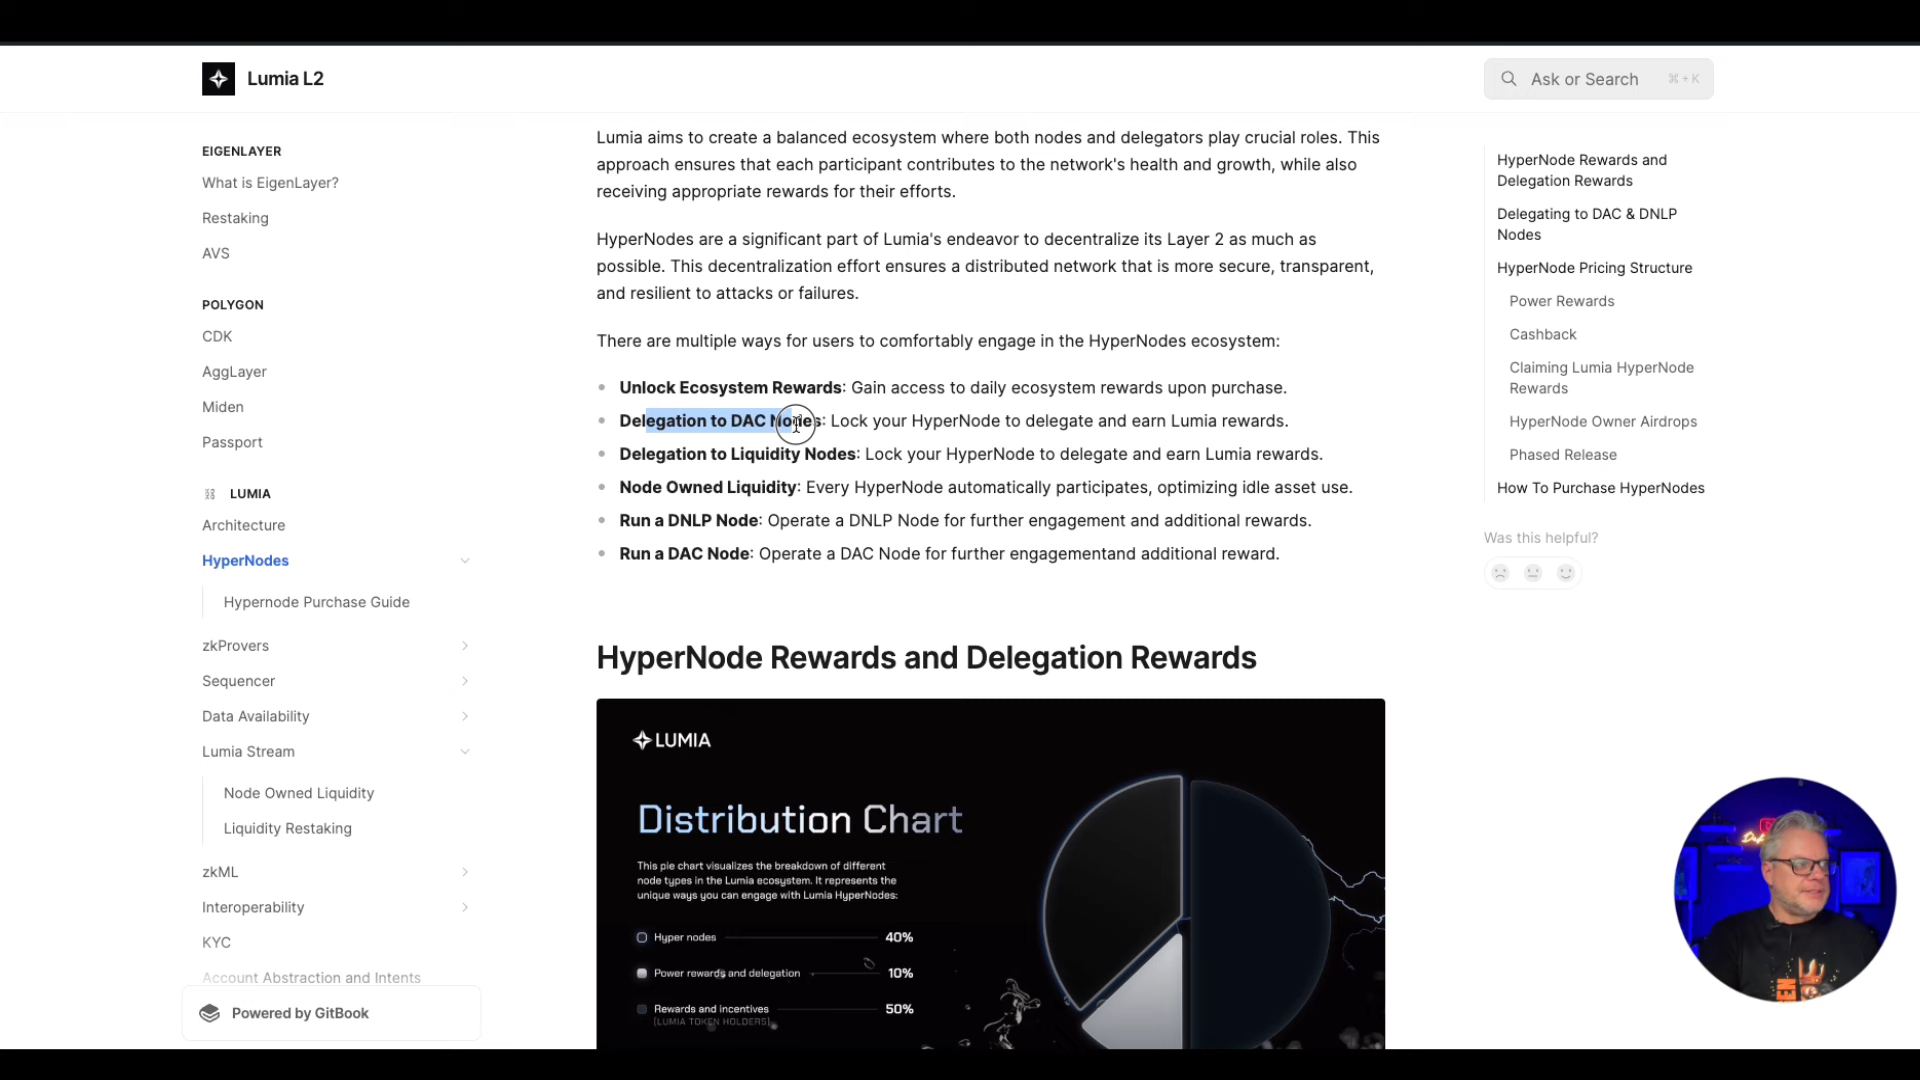 Lumia L2
Ask or Search
⌘ + K
EIGENLAYER
What is EigenLayer?
Restaking
AVS
POLYGON
CDK
AggLayer
Miden
Passport
LUMIA
Architecture
HyperNodes
Hypernode Purchase Guide
zkProvers
Sequencer
Data Availability
Lumia Stream
Node Owned Liquidity
Liquidity Restaking
zkML
Interoperability
KYC
Account Abstraction and Intents
Powered by GitBook
Lumia aims to create a balanced ecosystem where both nodes and delegators play crucial roles. This
approach ensures that each participant contributes to the network's health and growth, while also
receiving appropriate rewards for their efforts.
HyperNodes are a significant part of Lumia's endeavor to decentralize its Layer 2 as much as
possible. This decentralization effort ensures a distributed network that is more secure, transparent,
and resilient to attacks or failures.
There are multiple ways for users to comfortably engage in the HyperNodes ecosystem:
Unlock Ecosystem Rewards: Gain access to daily ecosystem rewards upon purchase.
Delegation to DAC Nodes: Lock your HyperNode to delegate and earn Lumia rewards.
Delegation to Liquidity Nodes: Lock your HyperNode to delegate and earn Lumia rewards.
Node Owned Liquidity: Every HyperNode automatically participates, optimizing idle asset use.
Run a DNLP Node: Operate a DNLP Node for further engagement and additional rewards.
Run a DAC Node: Operate a DAC Node for further engagementand additional reward.
HyperNode Rewards and Delegation Rewards
LUMIA
Distribution Chart
This pie chart visualizes the breakdown of different
node types in the Lumia ecosystem. It represents the
unique ways you can engage with Lumia HyperNodes:
Hyper nodes 40%
Power rewards and delegation 10%
Rewards and incentives 50%
(LUMIA TOKEN HOLDERS)
HyperNode Rewards and
Delegation Rewards
Delegating to DAC & DNLP
Nodes
HyperNode Pricing Structure
Power Rewards
Cashback
Claiming Lumia HyperNode
Rewards
HyperNode Owner Airdrops
Phased Release
How To Purchase HyperNodes
Was this helpful?